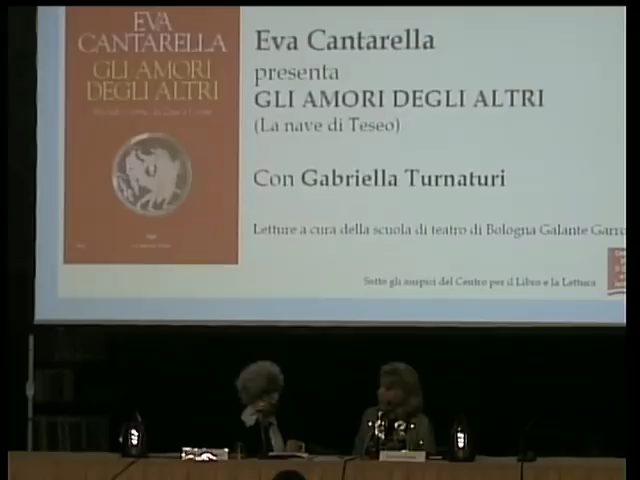 EVA
CANTARELLA
GLI AMORI
DEGLI ALTRI
Eva Cantarella
presenta
GLI AMORI DEGLI ALTRI
(La nave di Teseo)
Con Gabriella Turnaturi
Letture a cura della scuola di teatro di Bologna Galante Garro
Sotto gli auspici del Centro per il Libro e la Lettura